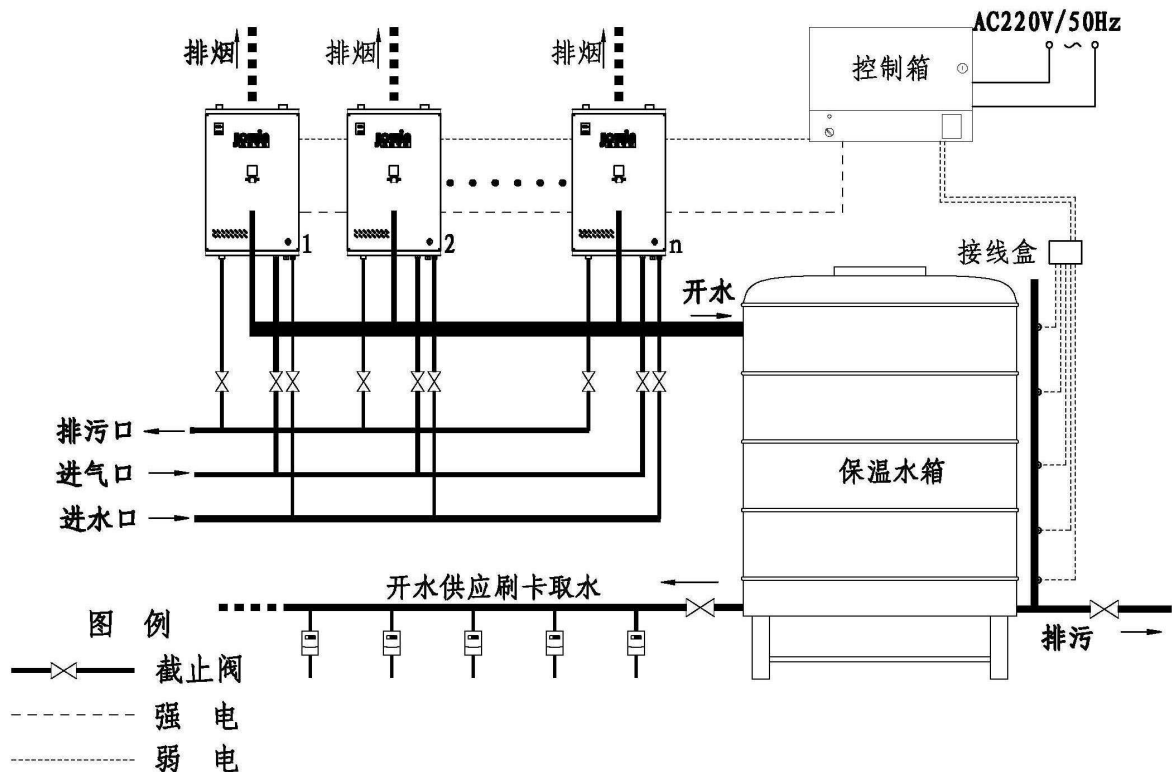 AC220V/50Hz
排烟
排烟
排烟
控制箱
1
2
n
接线盒
开水
排污口
进气口
进水口
保温水箱
开水供应刷卡取水
排污
图 例
截止阀
强 电
弱 电